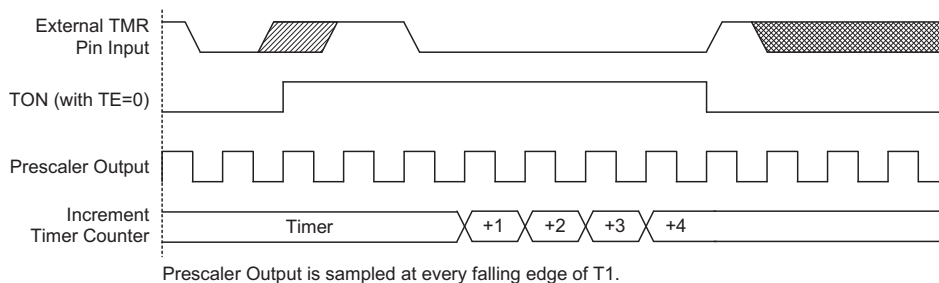 External TMR
Pin Input
TON (with TE=0)
Prescaler Output
Increment
Timer Counter
Timer
+1
+2
+3
+4
Prescaler Output is sampled at every falling edge of T1.